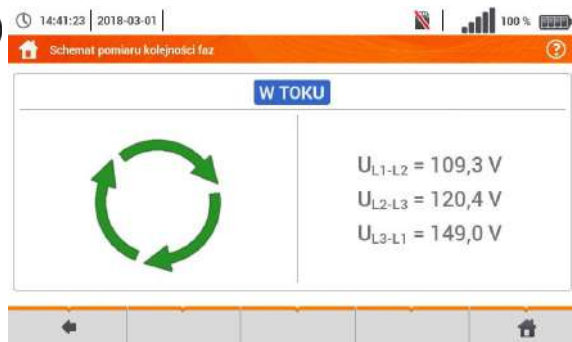 14:41:23 2018-03-01 100 %
Schemat pomiaru kolejności faz
W TOKU
UL1-L2 = 109,3 V
UL2-L3 = 120,4 V
UL3-L1 = 149,0 V